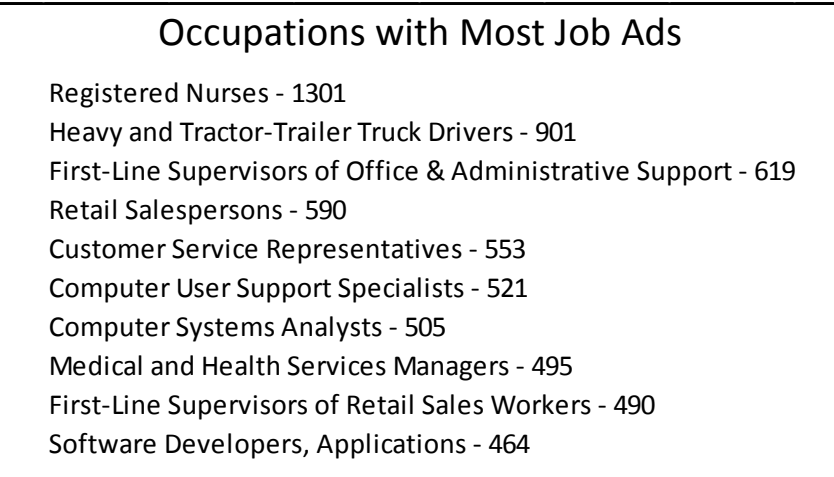 Occupations with Most Job Ads
Registered Nurses - 1301
Heavy and Tractor-Trailer Truck Drivers - 901
First-Line Supervisors of Office & Administrative Support - 619
Retail Salespersons - 590
Customer Service Representatives - 553
Computer User Support Specialists - 521
Computer Systems Analysts - 505
Medical and Health Services Managers - 495
First-Line Supervisors of Retail Sales Workers - 490
Software Developers, Applications - 464